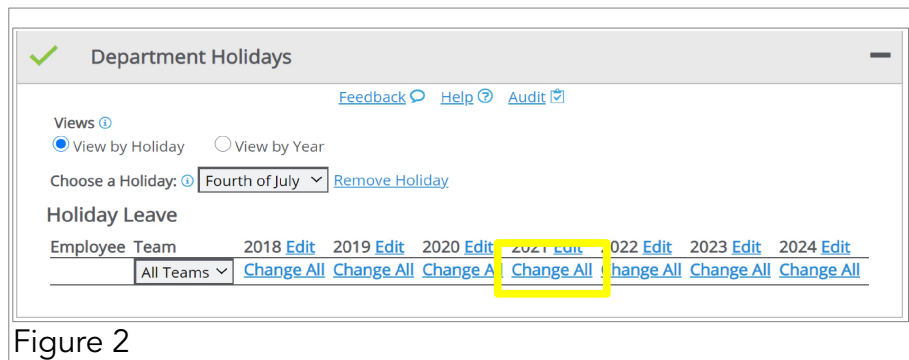 Department Holidays
Feedback Help Audit
Views
View by Holiday View by Year
Choose a Holiday: Fourth of July Remove Holiday
Holiday Leave
Employee Team 2018 Edit 2019 Edit 2020 Edit 2021 Edit 2022 Edit 2023 Edit 2024 Edit
All Teams Change All Change All Change All Change All Change All Change All Change All
Figure 2